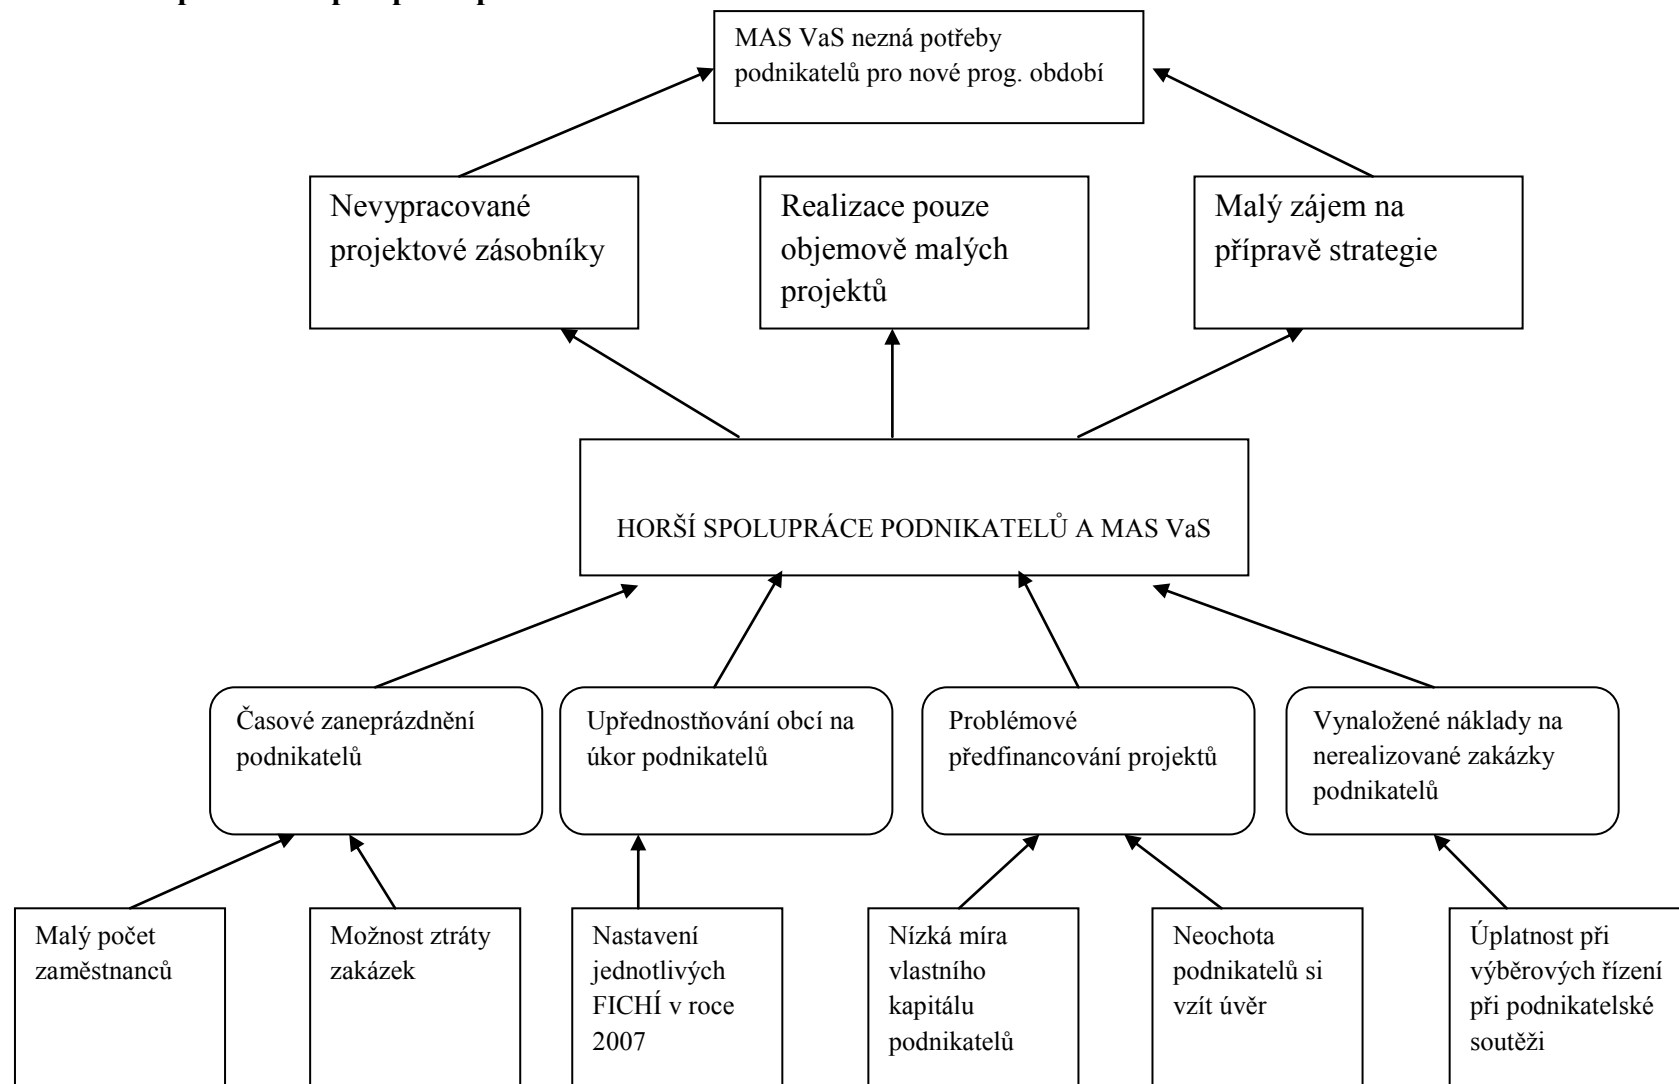 MAS VaS nezná potřeby
podnikatelů pro nové prog. období
Nevypracované
projektové zásobníky
Realizace pouze
objemově malých
projektů
Malý zájem na
přípravě strategie
HORŠÍ SPOLUPRÁCE PODNIKATELŮ A MAS VaS
Časové zaneprázdnění
podnikatelů
Upřednostňování obcí na
úkor podnikatelů
Problémové
předfinancování projektů
Vynaložené náklady na
nerealizované zakázky
podnikatelů
Malý počet
zaměstnanců
Možnost ztráty
zakázek
Nastavení
jednotlivých
FICHÍ v roce
2007
Nízká míra
vlastního
kapitálu
podnikatelů
Neochota
podnikatelů si
vzít úvěr
Úplatnost při
výběrových řízení
při podnikatelské
soutěži